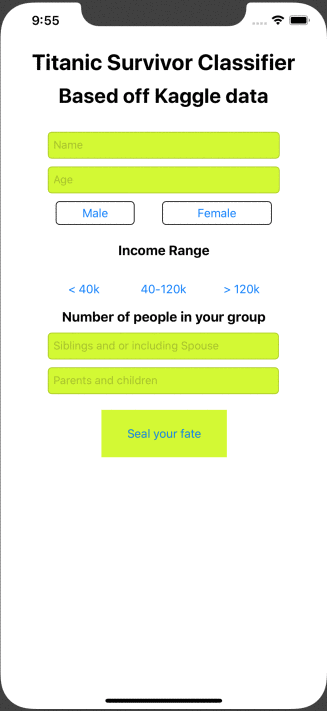 9:55
Titanic Survivor Classifier
Based off Kaggle data
Name
Age
Male Female
Income Range
< 40k 40-120k > 120k
Number of people in your group
Siblings and or including Spouse
Parents and children
Seal your fate